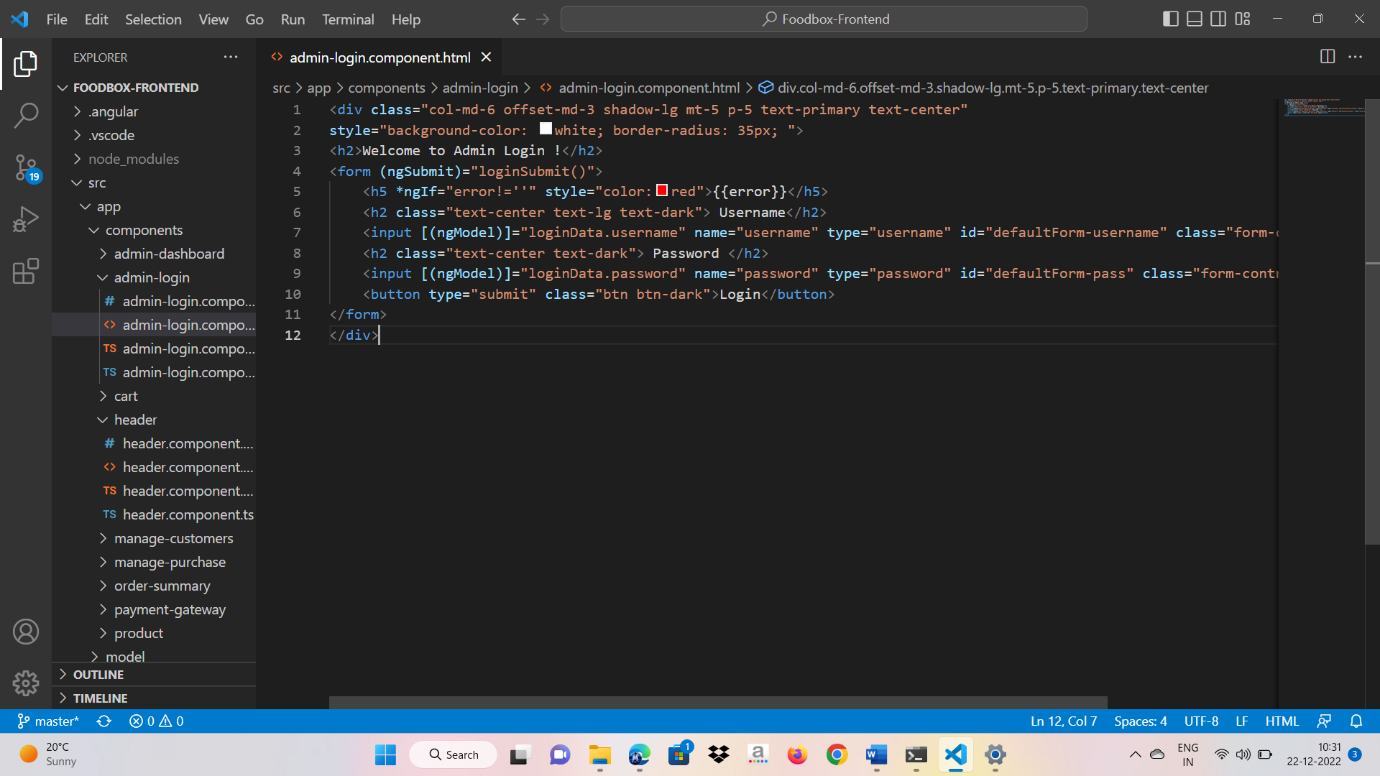 File Edit Selection View Go Run Terminal Help
Foodbox-Frontend
EXPLORER
FOODBOX-FRONTEND
.angular
.vscode
node_modules
src
app
components
admin-dashboard
admin-login
# admin-login.compo...
<> admin-login.compo...
TS admin-login.compo...
TS admin-login.compo...
cart
header
# header.component....
<> header.component....
TS header.component....
TS header.component.ts
manage-customers
manage-purchase
order-summary
payment-gateway
product
model
OUTLINE
TIMELINE
19
<> admin-login.component.html
src > app > components > admin-login > <> admin-login.component.html > div.col-md-6.offset-md-3.shadow-lg.mt-5.p-5.text-primary.text-center
1 <div class="col-md-6 offset-md-3 shadow-lg mt-5 p-5 text-primary text-center"
2 style="background-color: white; border-radius: 35px; ">
3 <h2>Welcome to Admin Login !</h2>
4 <form (ngSubmit)="loginSubmit()">
5 <h5 *ngIf="error!=''" style="color: red">{{error}}</h5>
6 <h2 class="text-center text-lg text-dark"> Username</h2>
7 <input [(ngModel)]="loginData.username" name="username" type="username" id="defaultForm-username" class="form-c
8 <h2 class="text-center text-dark"> Password </h2>
9 <input [(ngModel)]="loginData.password" name="password" type="password" id="defaultForm-pass" class="form-contr
10 <button type="submit" class="btn btn-dark">Login</button>
11 </form>
12 </div>
master* 0 0 Ln 12, Col 7 Spaces: 4 UTF-8 LF HTML
20°C
Sunny
Search
1
a
ENG
IN
10:31
22-12-2022
3